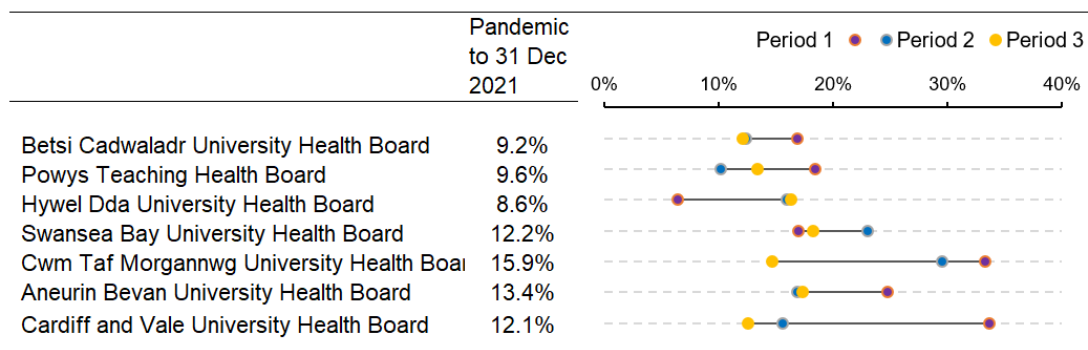 Pandemic
to 31 Dec
2021
Period 1 Period 2 Period 3
0% 10% 20% 30% 40%
Betsi Cadwaladr University Health Board 9.2%
Powys Teaching Health Board 9.6%
Hywel Dda University Health Board 8.6%
Swansea Bay University Health Board 12.2%
Cwm Taf Morgannwg University Health Boar 15.9%
Aneurin Bevan University Health Board 13.4%
Cardiff and Vale University Health Board 12.1%